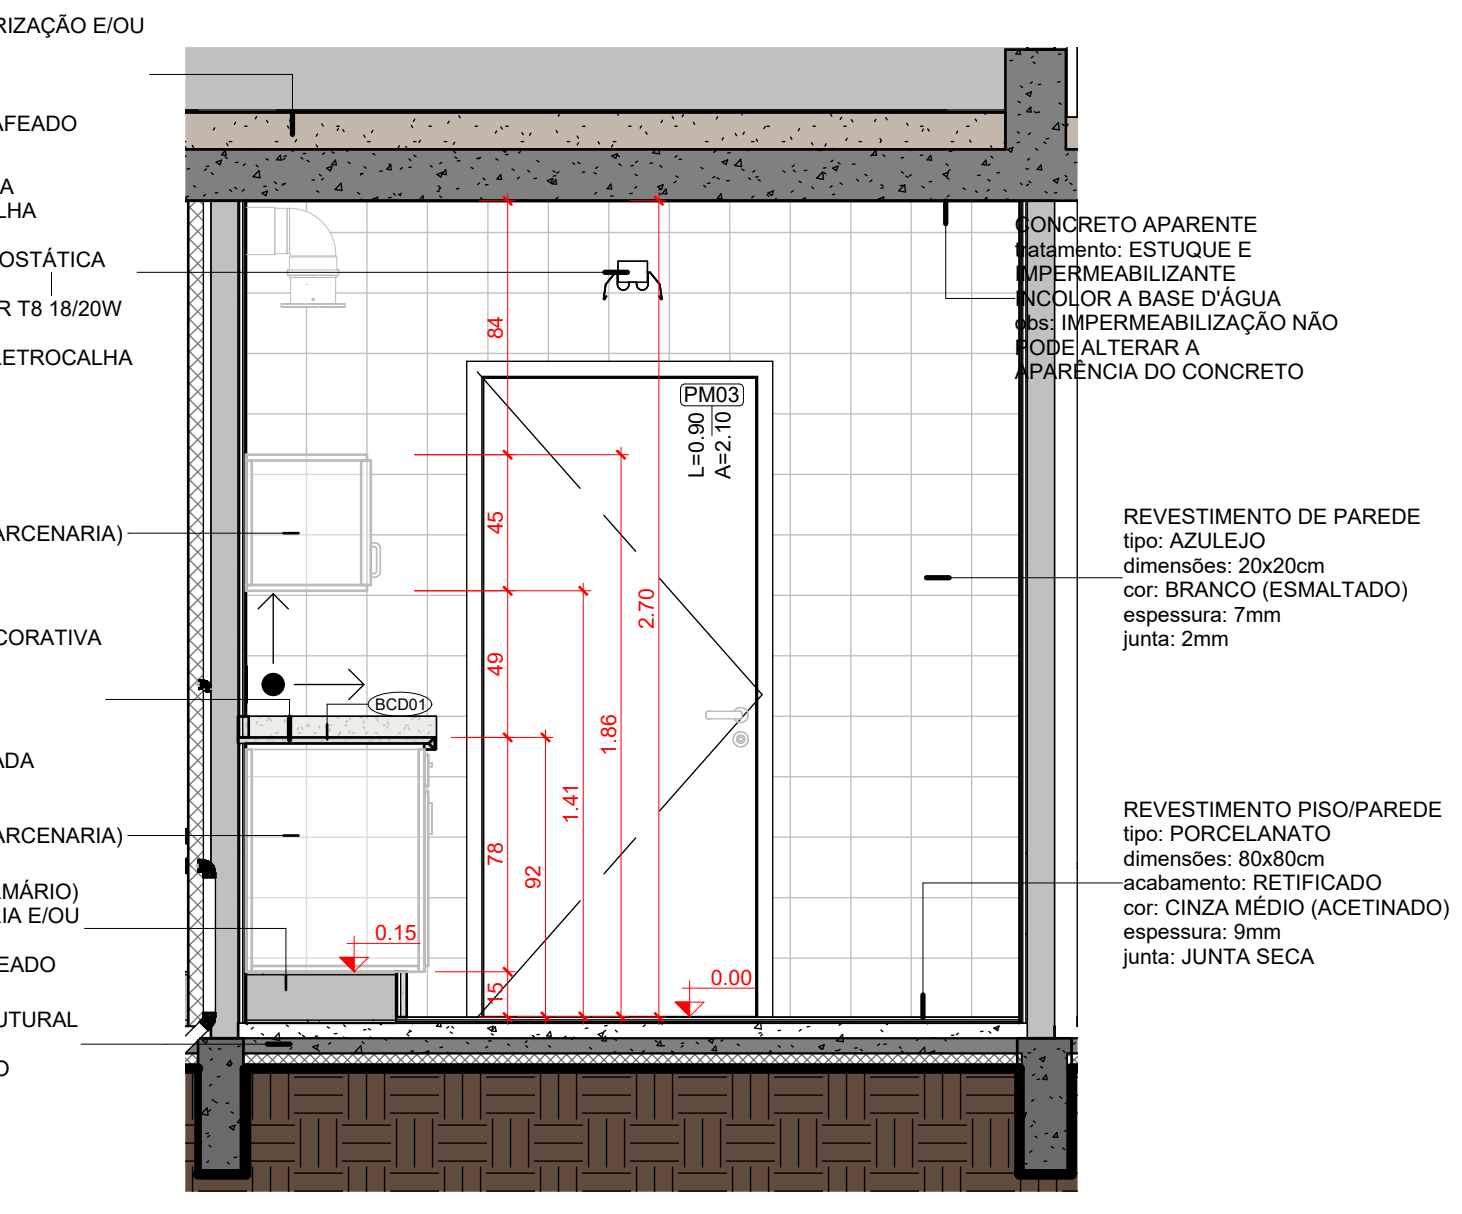 RIZAÇÃO E/OU
AFEADO
A
LHA
OSTÁTICA
R T8 18/20W
LETROCALHA
ARCENARIA)
CORATIVA
ADA
ARCENARIA)
RMÁRIO)
RIA E/OU
EADO
UTURAL
O
84
45
49
78
15
92
1.41
1.86
2.70
PM03
L=0.90
A=2.10
BCD01
0.15
0.00
CONCRETO APARENTE
tratamento: ESTUQUE E
IMPERMEABILIZANTE
INCOLOR A BASE D'ÁGUA
obs: IMPERMEABILIZAÇÃO NÃO
PODE ALTERAR A
APARÊNCIA DO CONCRETO
REVESTIMENTO DE PAREDE
tipo: AZULEJO
dimensões: 20x20cm
cor: BRANCO (ESMALTADO)
espessura: 7mm
junta: 2mm
REVESTIMENTO PISO/PAREDE
tipo: PORCELANATO
dimensões: 80x80cm
acabamento: RETIFICADO
cor: CINZA MÉDIO (ACETINADO)
espessura: 9mm
junta: JUNTA SECA